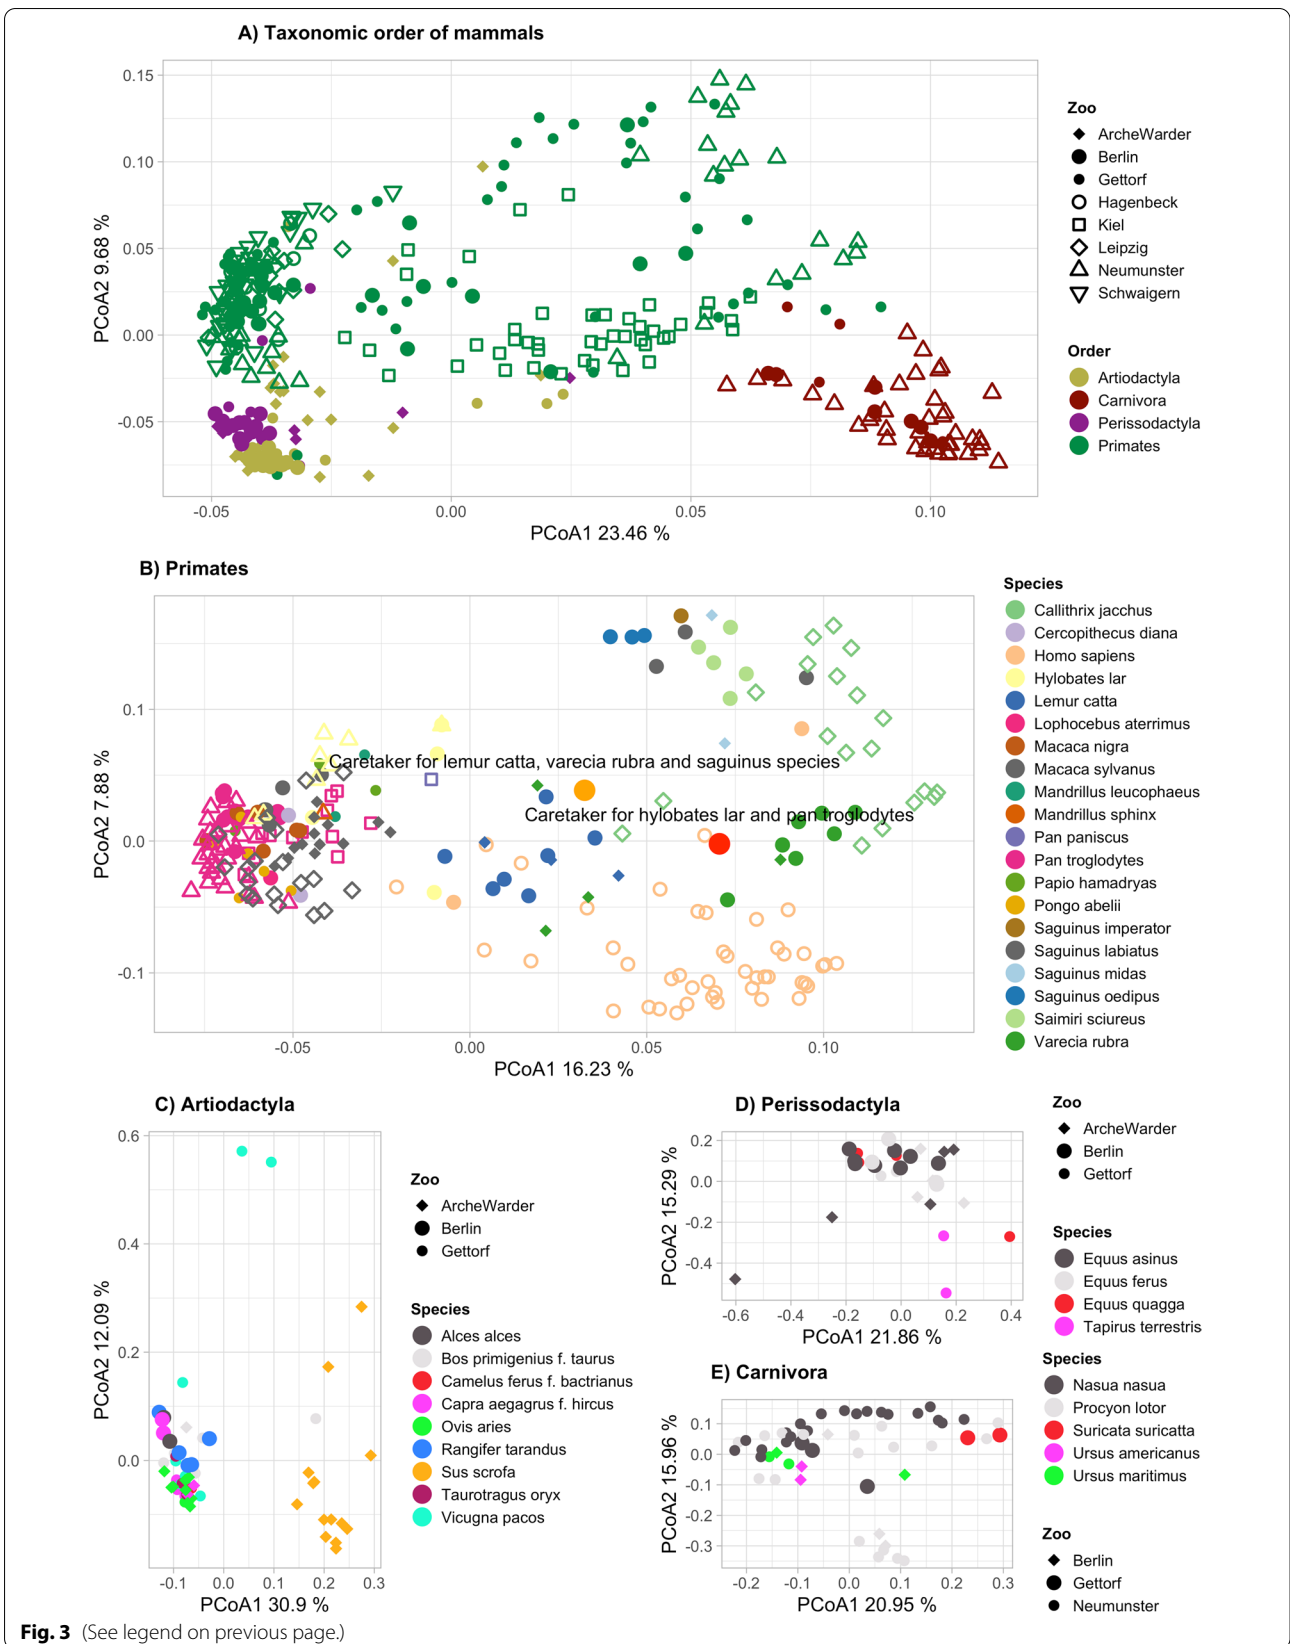 A) Taxonomic order of mammals
0.15
0.10
0.05
0.00
-0.05
PCoA2 9.68 %
-0.05
0.00
0.05
0.10
PCoA1 23.46 %
Zoo
ArcheWarder
Berlin
Gettorf
Hagenbeck
Kiel
Leipzig
Neumunster
Schwaigern
Order
Artiodactyla
Carnivora
Perissodactyla
Primates
B) Primates
0.1
0.0
-0.1
PCoA2 7.88 %
Caretaker for lemur catta, varecia rubra and saguinus species
Caretaker for hylobates lar and pan troglodytes
-0.05
0.00
0.05
0.10
PCoA1 16.23 %
Species
Callithrix jacchus
Cercopithecus diana
Homo sapiens
Hylobates lar
Lemur catta
Lophocebus aterrimus
Macaca nigra
Macaca sylvanus
Mandrillus leucophaeus
Mandrillus sphinx
Pan paniscus
Pan troglodytes
Papio hamadryas
Pongo abelii
Saguinus imperator
Saguinus labiatus
Saguinus midas
Saguinus oedipus
Saimiri sciureus
Varecia rubra
C) Artiodactyla
0.6
0.4
0.2
0.0
PCoA2 12.09 %
-0.1
0.0
0.1
0.2
0.3
PCoA1 30.9 %
Zoo
ArcheWarder
Berlin
Gettorf
Species
Alces alces
Bos primigenius f. taurus
Camelus ferus f. bactrianus
Capra aegagrus f. hircus
Ovis aries
Rangifer tarandus
Sus scrofa
Taurotragus oryx
Vicugna pacos
D) Perissodactyla
0.2
0.0
-0.2
-0.4
PCoA2 15.29 %
-0.6
-0.4
-0.2
0.0
0.2
0.4
PCoA1 21.86 %
Zoo
ArcheWarder
Berlin
Gettorf
Species
Equus asinus
Equus ferus
Equus quagga
Tapirus terrestris
E) Carnivora
0.1
0.0
-0.1
-0.2
-0.3
PCoA2 15.96 %
-0.2
-0.1
0.0
0.1
0.2
0.3
PCoA1 20.95 %
Species
Nasua nasua
Procyon lotor
Suricata suricatta
Ursus americanus
Ursus maritimus
Zoo
Berlin
Gettorf
Neumunster
Fig. 3 (See legend on previous page.)